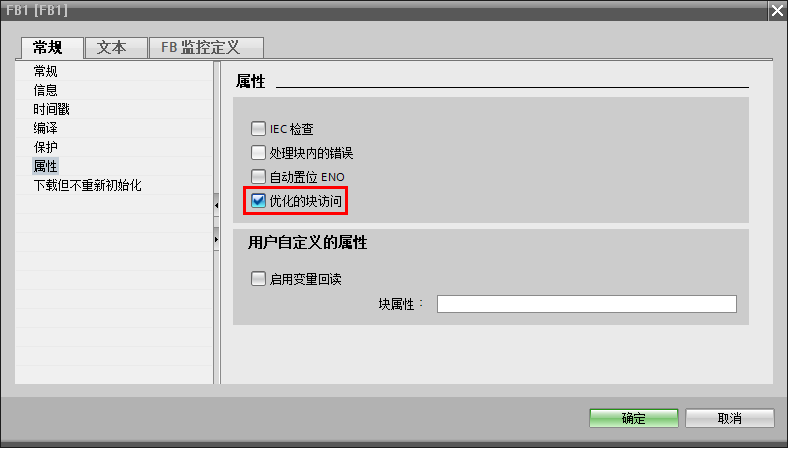 FB1 [FB1]
常规 文本 FB 监控定义
常规
信息
时间戳
编译
保护
属性
下载但不重新初始化
属性
IEC 检查
处理块内的错误
自动置位 ENO
优化的块访问
用户自定义的属性
启用变量回读
块属性：
确定 取消